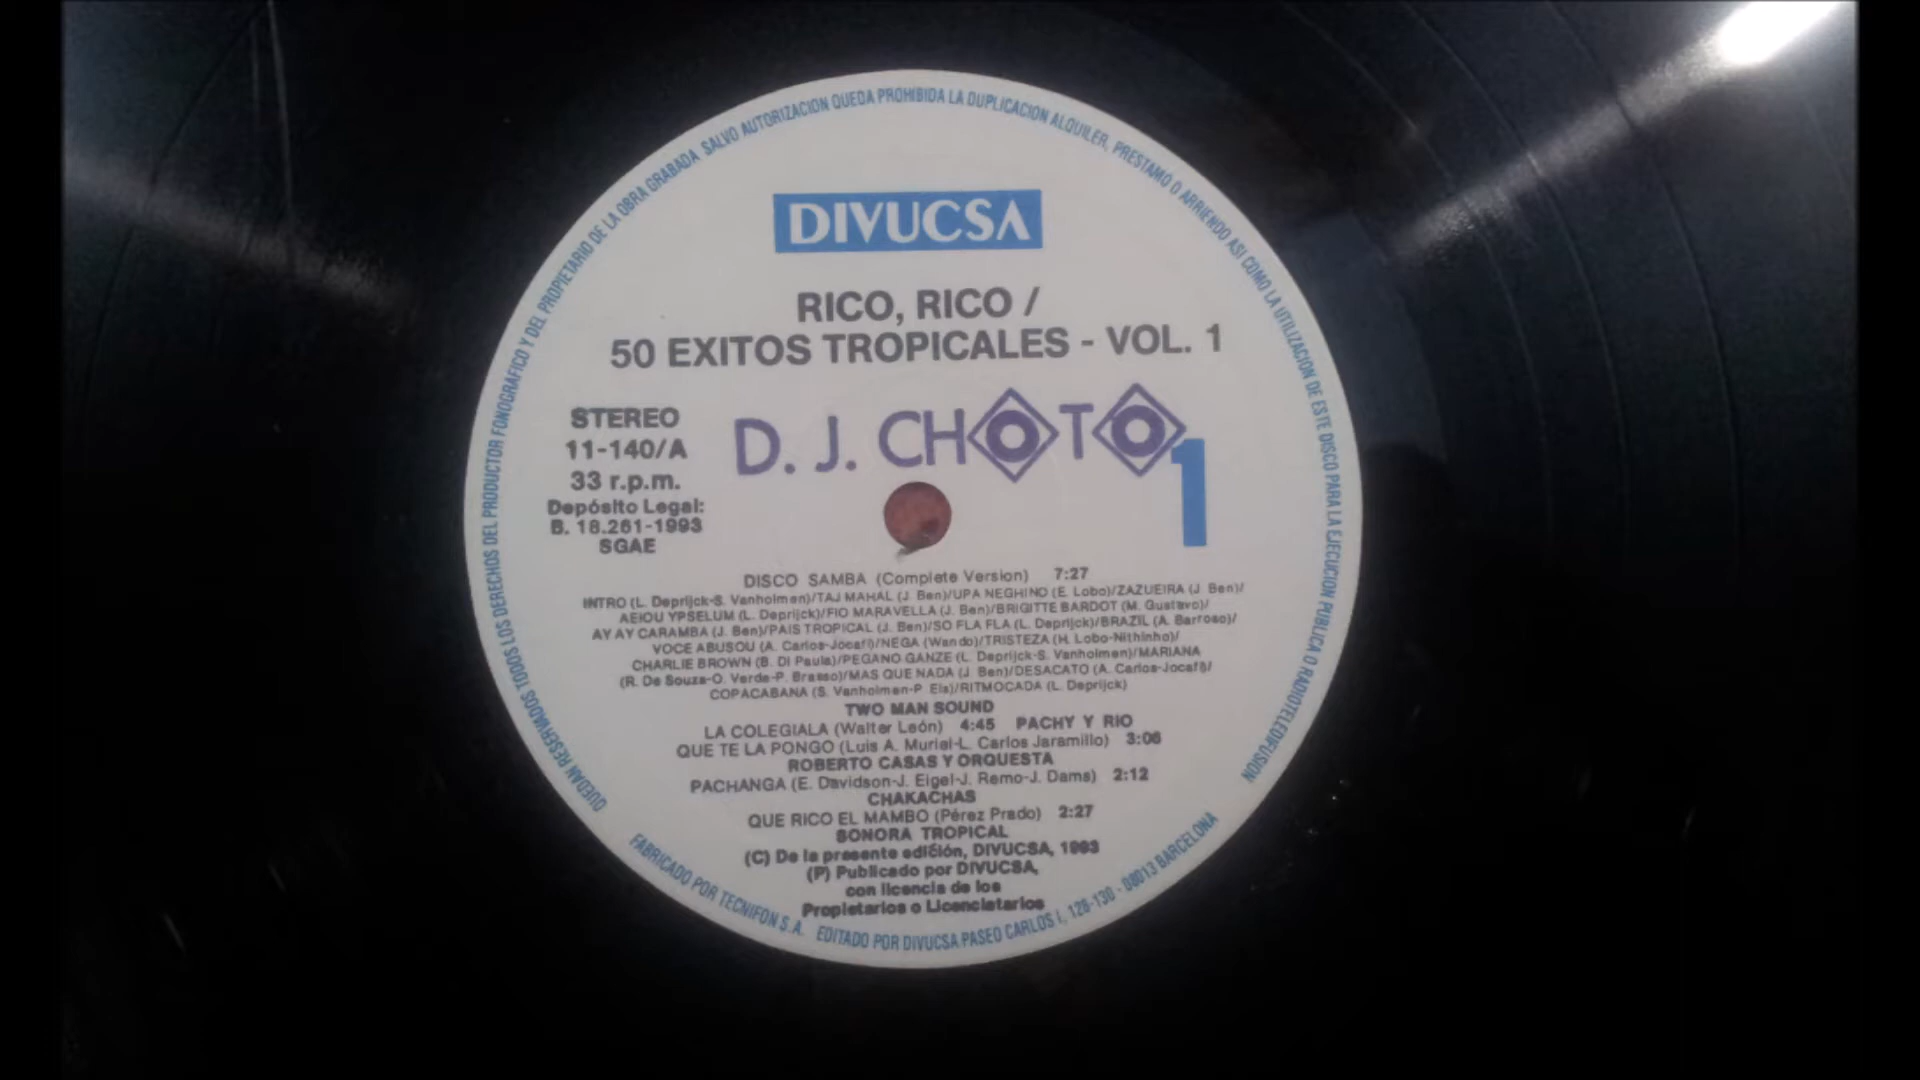 QUEDAN RESERVADOS TODOS LOS DERECHOS DEL PRODUCTOR FONOGRAFICO Y DEL PROPIETARIO DE LA OBRA GRABADA SALVO AUTORIZACION QUEDA PROHIBIDA LA DUPLICACION ALQUILER, PRESTAMO O ARRIENDO ASI COMO LA UTILIZACION DE ESTE DISCO PARA LA EJECUCION PUBLICA O RADIOTELEDIFUSION
DIVUCSA
RICO, RICO /
50 EXITOS TROPICALES - VOL. 1
STEREO
11-140/A
33 r.p.m.
Depósito Legal:
B. 18.261-1993
SGAE
D. J. CHOTO
1
DISCO SAMBA (Complete Version) 7:27
INTRO (L. Deprijck-S. Vanholmen)/TAJ MAHAL (J. Ben)/UPA NEGHINO (E. Lobo)/ZAZUEIRA (J. Ben)/
AEIOU YPSELUM (L. Deprijck)/FIO MARAVELLA (J. Ben)/BRIGITTE BARDOT (M. Gustavo)/
AY AY CARAMBA (J. Ben)/PAIS TROPICAL (J. Ben)/SO FLA FLA (L. Deprijck)/BRAZIL (A. Barroso)/
VOCE ABUSOU (A. Carlos-Jocafi)/NEGA (Wando)/TRISTEZA (H. Lobo-Nithinho)/
CHARLIE BROWN (B. Di Paula)/PEGANO GANZE (L. Deprijck-S. Vanholmen)/MARIANA
(R. De Souza-O. Verde-P. Brasso)/MAS QUE NADA (J. Ben)/DESACATO (A. Carlos-Jocafi)/
COPACABANA (S. Vanholmen-P. Els)/RITMOCADA (L. Deprijck)
TWO MAN SOUND
LA COLEGIALA (Walter León) 4:45 PACHY Y RIO
QUE TE LA PONGO (Luis A. Muriel-L. Carlos Jaramillo) 3:06
ROBERTO CASAS Y ORQUESTA
PACHANGA (E. Davidson-J. Eigel-J. Remo-J. Dams) 2:12
CHAKACHAS
QUE RICO EL MAMBO (Pérez Prado) 2:27
SONORA TROPICAL
(C) De la presente edición, DIVUCSA, 1993
(P) Publicado por DIVUCSA,
con licencia de los
Propietarios o Licenciatarios
FABRICADO POR TECNIFON S.A. EDITADO POR DIVUCSA PASEO CARLOS I, 128-130 - 08013 BARCELONA